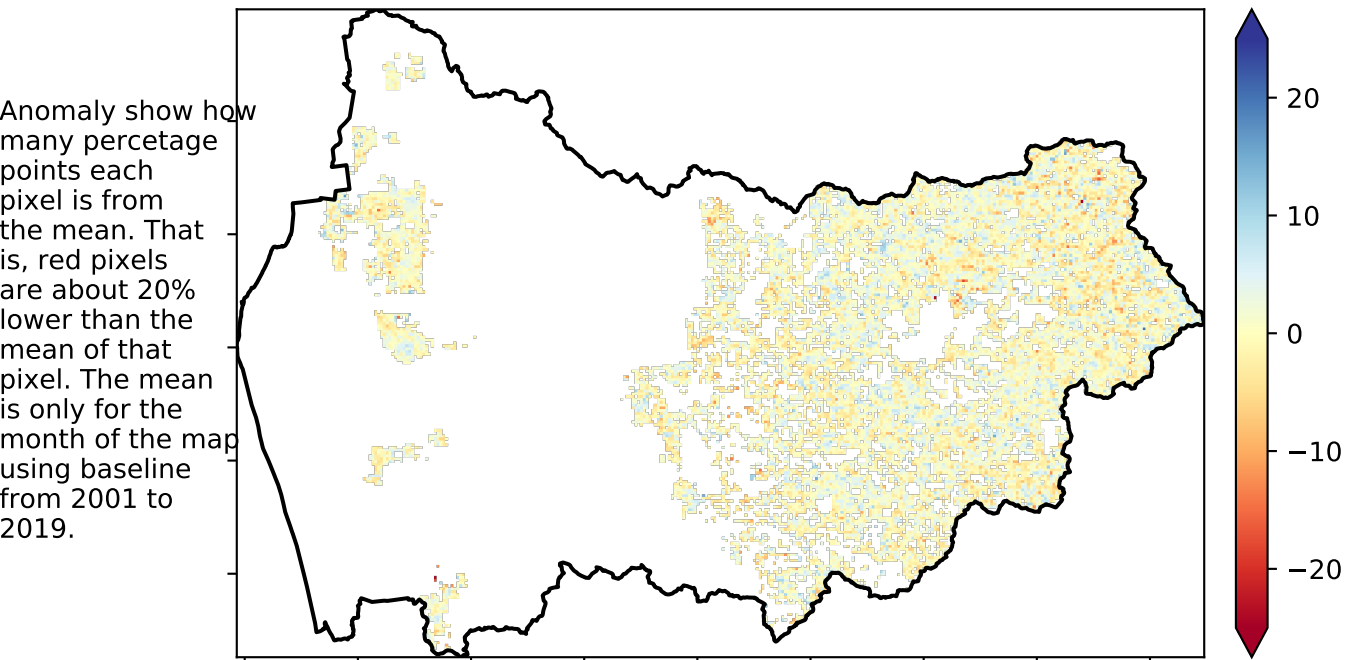 Anomaly show how
many percetage
points each
pixel is from
the mean. That
is, red pixels
are about 20%
lower than the
mean of that
pixel. The mean
is only for the
month of the map
using baseline
from 2001 to
2019.
20
10
0
−10
−20